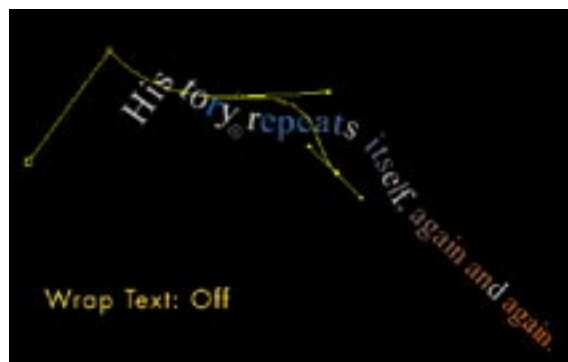 History repeats itself, again and again.
Wrap Text: Off